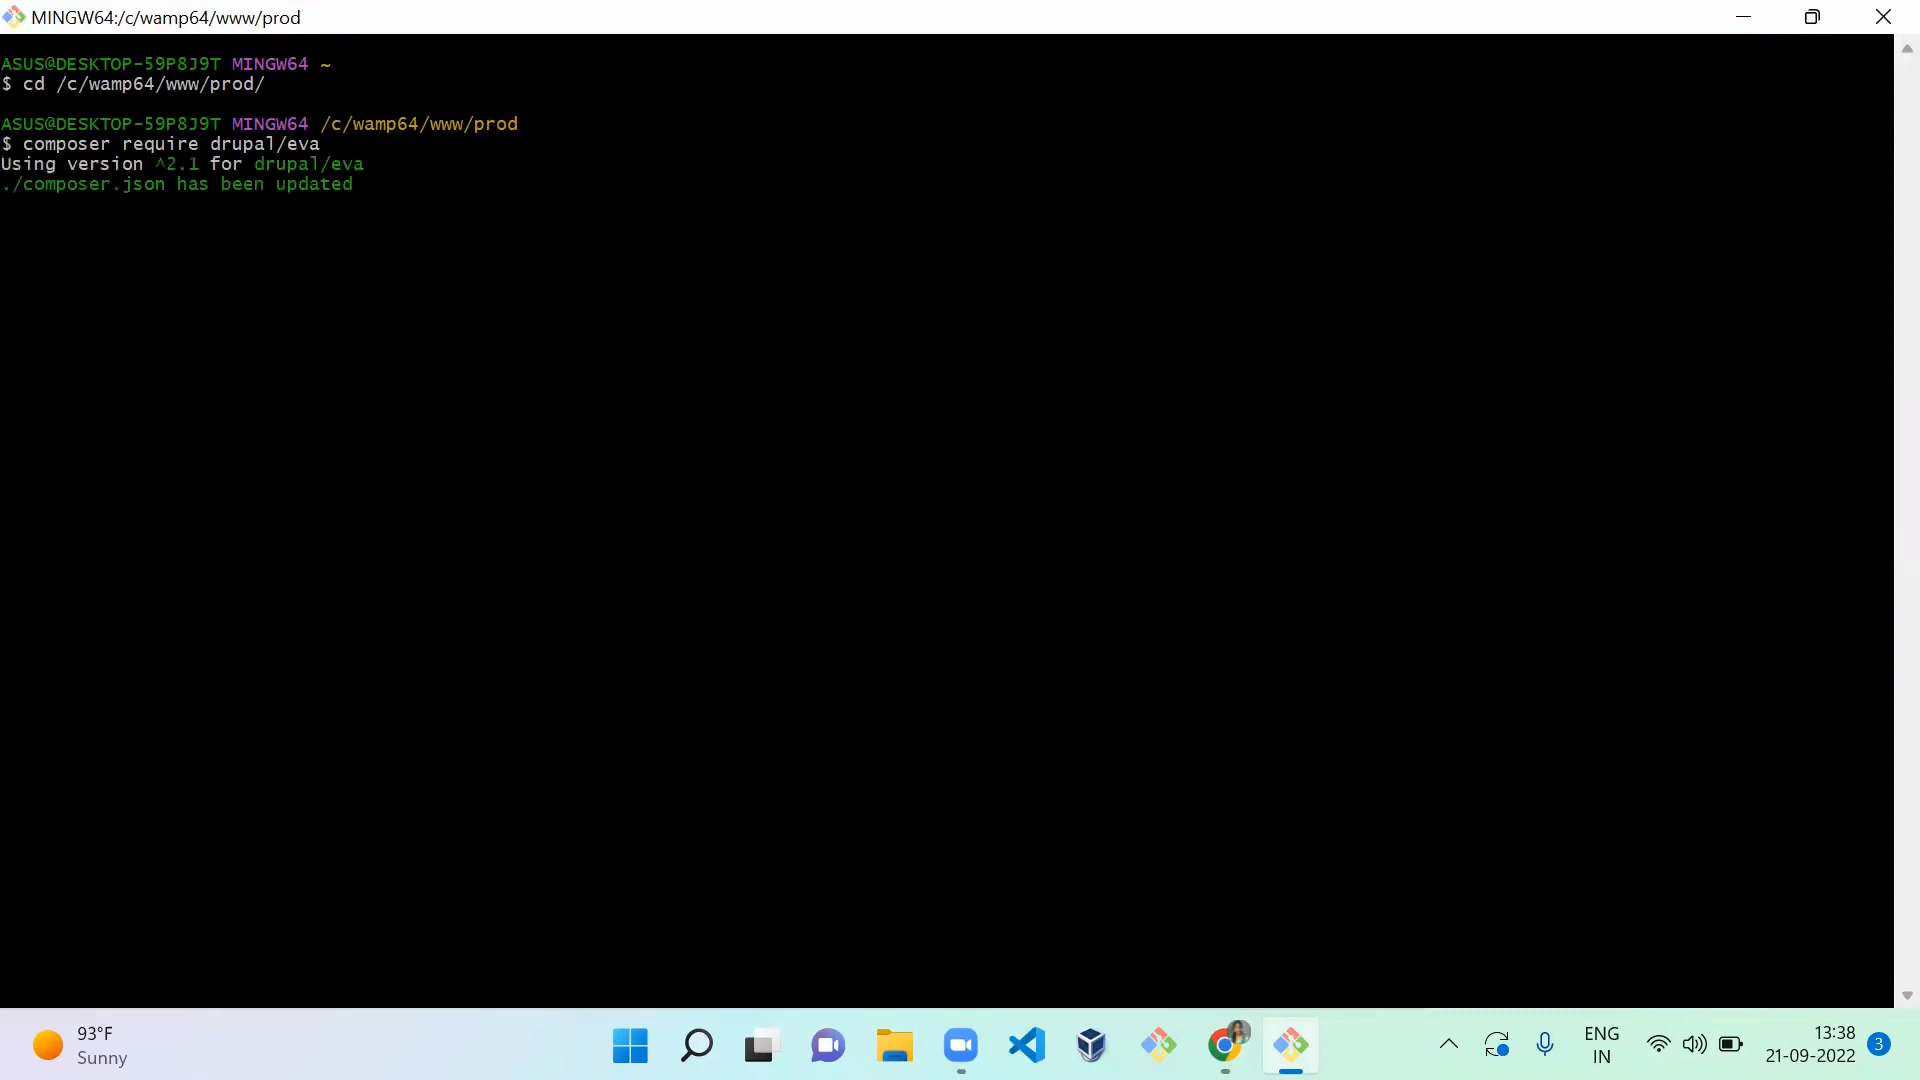 MINGW64:/c/wamp64/www/prod
ASUS@DESKTOP-59P8J9T MINGW64 ~
$ cd /c/wamp64/www/prod/
ASUS@DESKTOP-59P8J9T MINGW64 /c/wamp64/www/prod
$ composer require drupal/eva
Using version ^2.1 for drupal/eva
./composer.json has been updated
93°F
Sunny
ENG
IN
13:38
21-09-2022
3